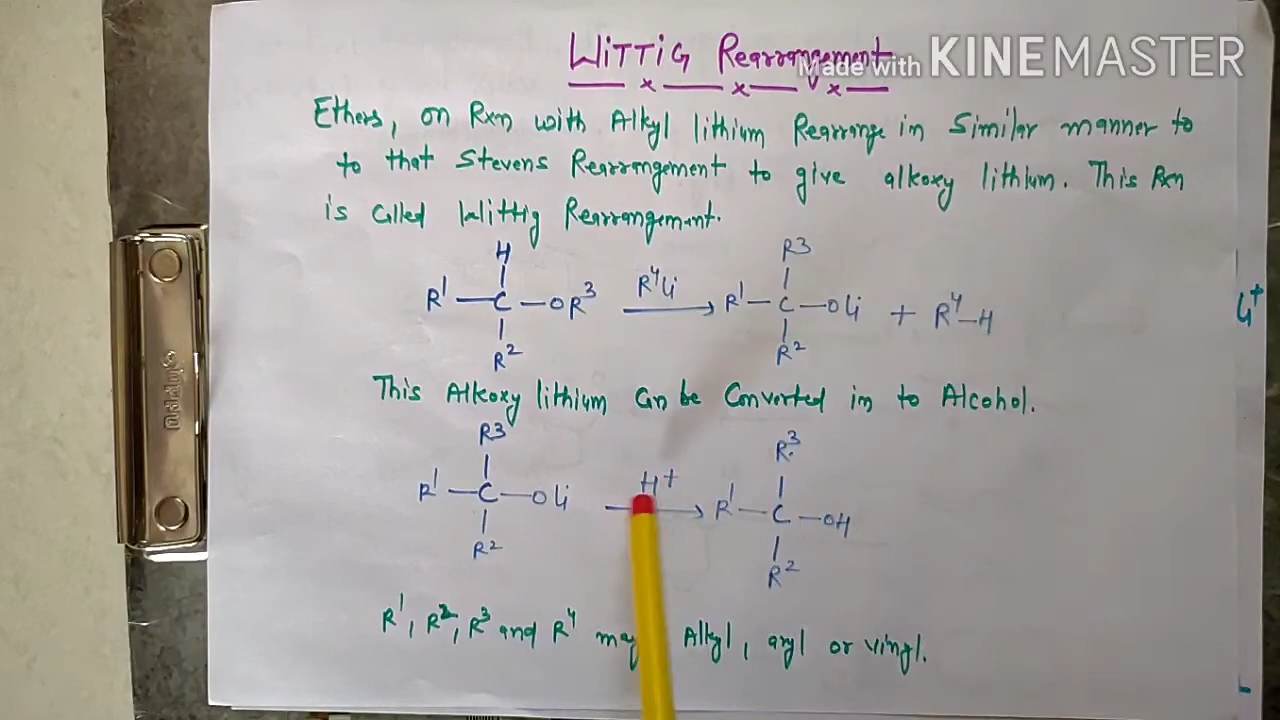 WiTTiG Rearrangement
Made with KINEMASTER
Ethers, on Rxn with Alkyl lithium Rearrange in Similar manner to
to that Stevens Rearrangement to give alkoxy lithium. This Rxn
is Called Wittig Rearrangement.
H
R¹ — C — OR³
R²
R⁴Li
R³
R¹ — C — OLi + R⁴—H
R²
This Alkoxy lithium Can be Converted in to Alcohol.
R³
R¹ — C — OLi
R²
H⁺
R³
R¹ — C — OH
R²
R¹, R², R³ and R⁴ may Alkyl, aryl or vinyl.